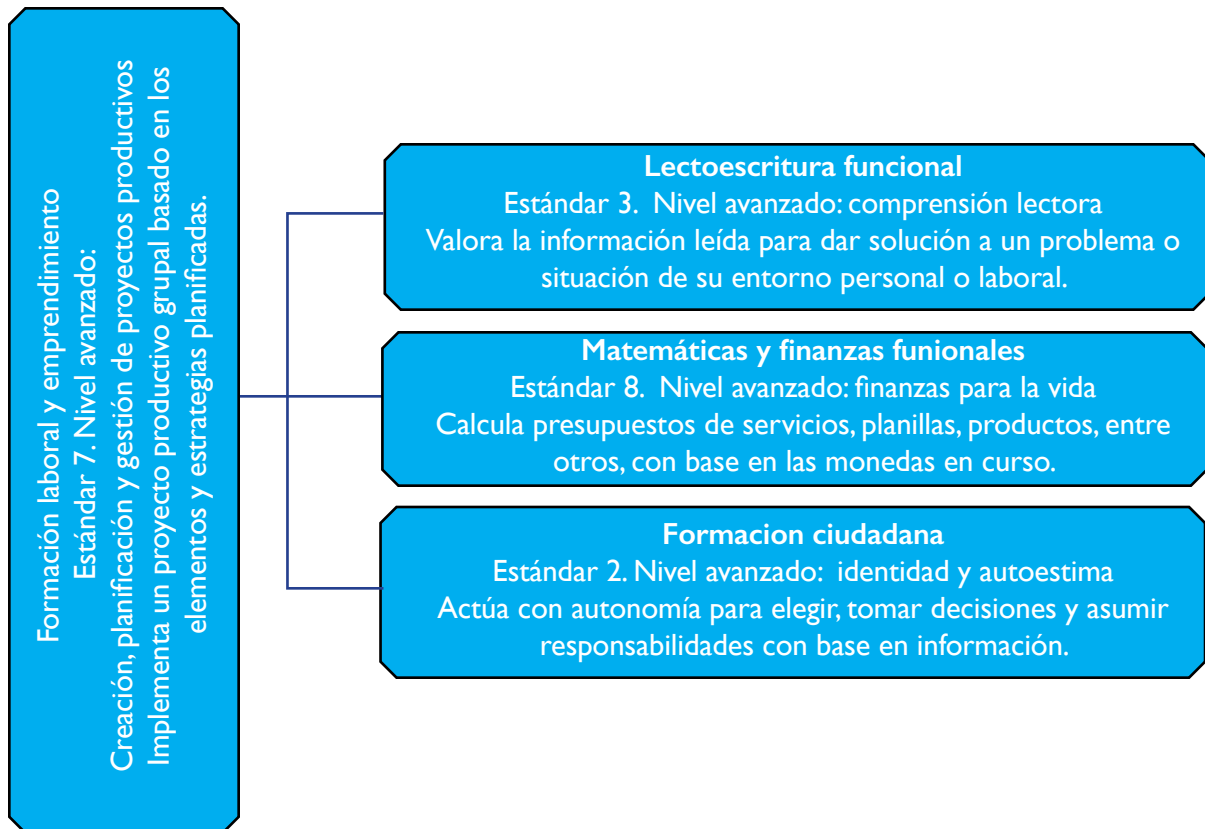 Formación laboral y emprendimiento
Estándar 7. Nivel avanzado:
Creación, planificación y gestión de proyectos productivos
Implementa un proyecto productivo grupal basado en los
elementos y estrategias planificadas.
Lectoescritura funcional
Estándar 3. Nivel avanzado: comprensión lectora
Valora la información leída para dar solución a un problema o
situación de su entorno personal o laboral.
Matemáticas y finanzas funionales
Estándar 8. Nivel avanzado: finanzas para la vida
Calcula presupuestos de servicios, planillas, productos, entre
otros, con base en las monedas en curso.
Formacion ciudadana
Estándar 2. Nivel avanzado: identidad y autoestima
Actúa con autonomía para elegir, tomar decisiones y asumir
responsabilidades con base en información.